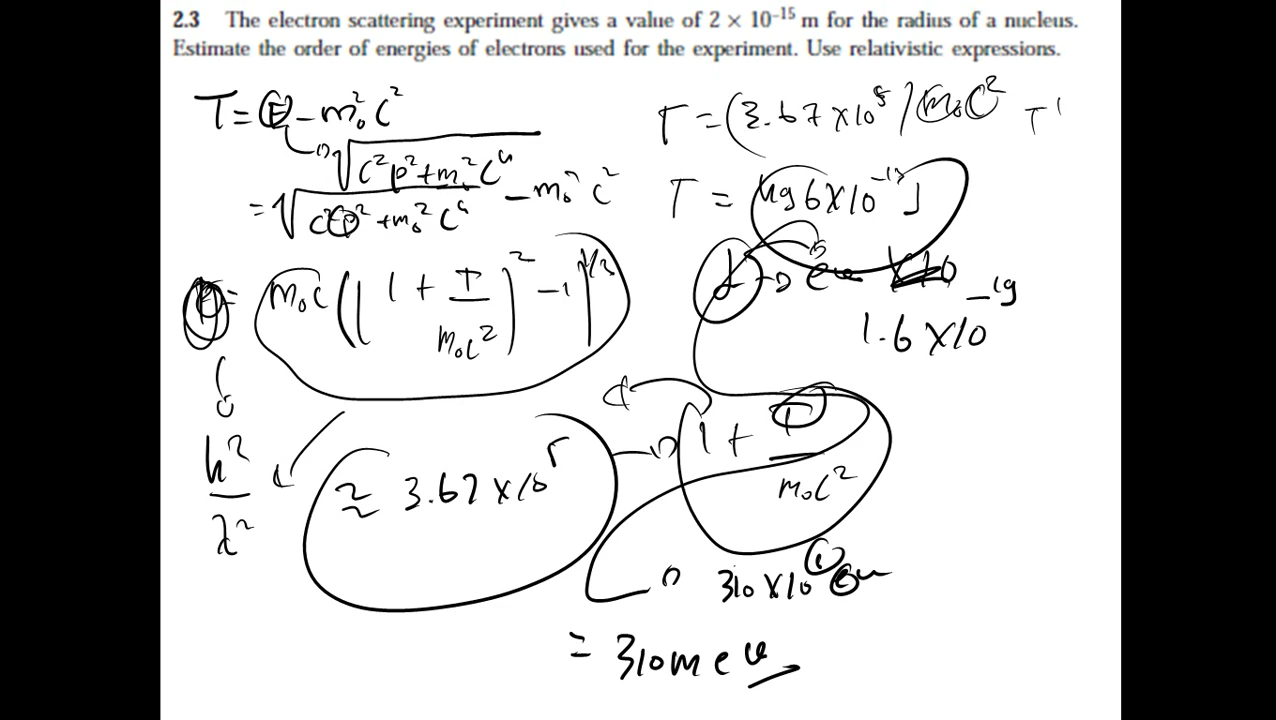 2.3 The electron scattering experiment gives a value of 2 × 10⁻¹⁵ m for the radius of a nucleus.
Estimate the order of energies of electrons used for the experiment. Use relativistic expressions.
T = E - m₀²c²
√(c²p² + m₀²c⁴)
= √(c²p² + m₀²c⁴) - m₀²c²
P = m₀c ((1 + T/m₀c²)² - 1)^1/2
h²/λ²
≈ 3.67 × 10⁵
T = (3.67 × 10⁵) m₀c²
T = 496 × 10⁻¹³ J
J → ev × 10
1.6 × 10⁻¹⁹
1 + T/m₀c²
310 × 10⁶ ev
= 310 mev